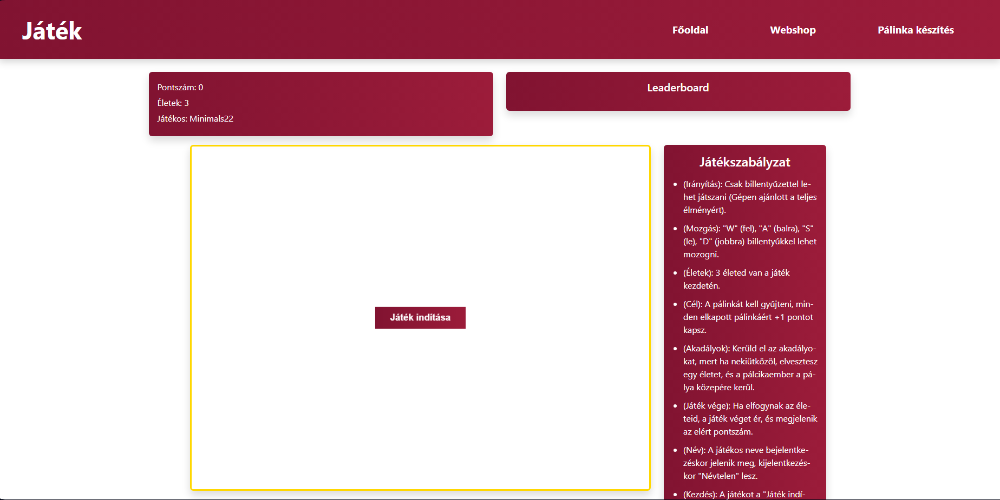 Játék
Főoldal
Webshop
Pálinka készítés
Pontszám: 0
Életek: 3
Játékos: Minimals22
Leaderboard
Játék indítása
Játékszabályzat
(Irányítás): Csak billentyűzettel le-
het játszani (Gépen ajánlott a teljes
élményért).
(Mozgás): "W" (fel), "A" (balra), "S"
(le), "D" (jobbra) billentyűkkel lehet
mozogni.
(Életek): 3 életed van a játék
kezdetén.
(Cél): A pálinkát kell gyűjteni, min-
den elkapott pálinkáért +1 pontot
kapsz.
(Akadályok): Kerüld el az akadályo-
kat, mert ha nekiütközöl, elvesztesz
egy életet, és a pálcikaember a pá-
lya közepére kerül.
(Játék vége): Ha elfogynak az éle-
teid, a játék véget ér, és megjelenik
az elért pontszám.
(Név): A játékos neve bejelentke-
zéskor jelenik meg, kijelentkezés-
kor "Névtelen" lesz.
(Kezdés): A játékot a "Játék indí-